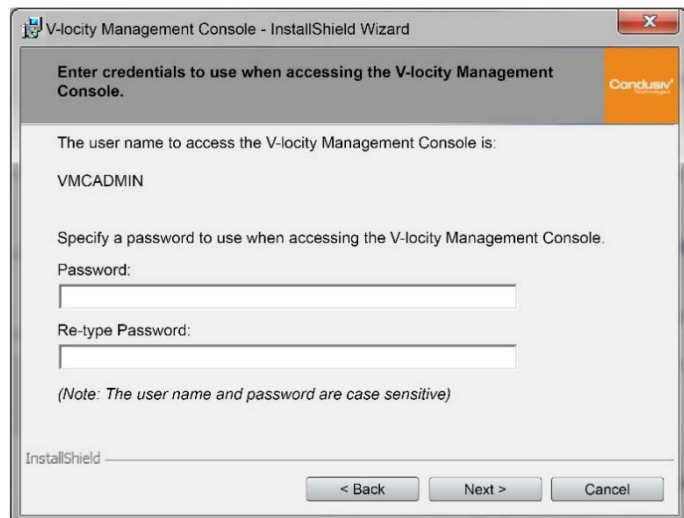 V-locity Management Console - InstallShield Wizard
X
Enter credentials to use when accessing the V-locity Management
Console.
Condusiv
Technologies
The user name to access the V-locity Management Console is:
VMCADMIN
Specify a password to use when accessing the V-locity Management Console.
Password:
Re-type Password:
(Note: The user name and password are case sensitive)
InstallShield
< Back
Next >
Cancel